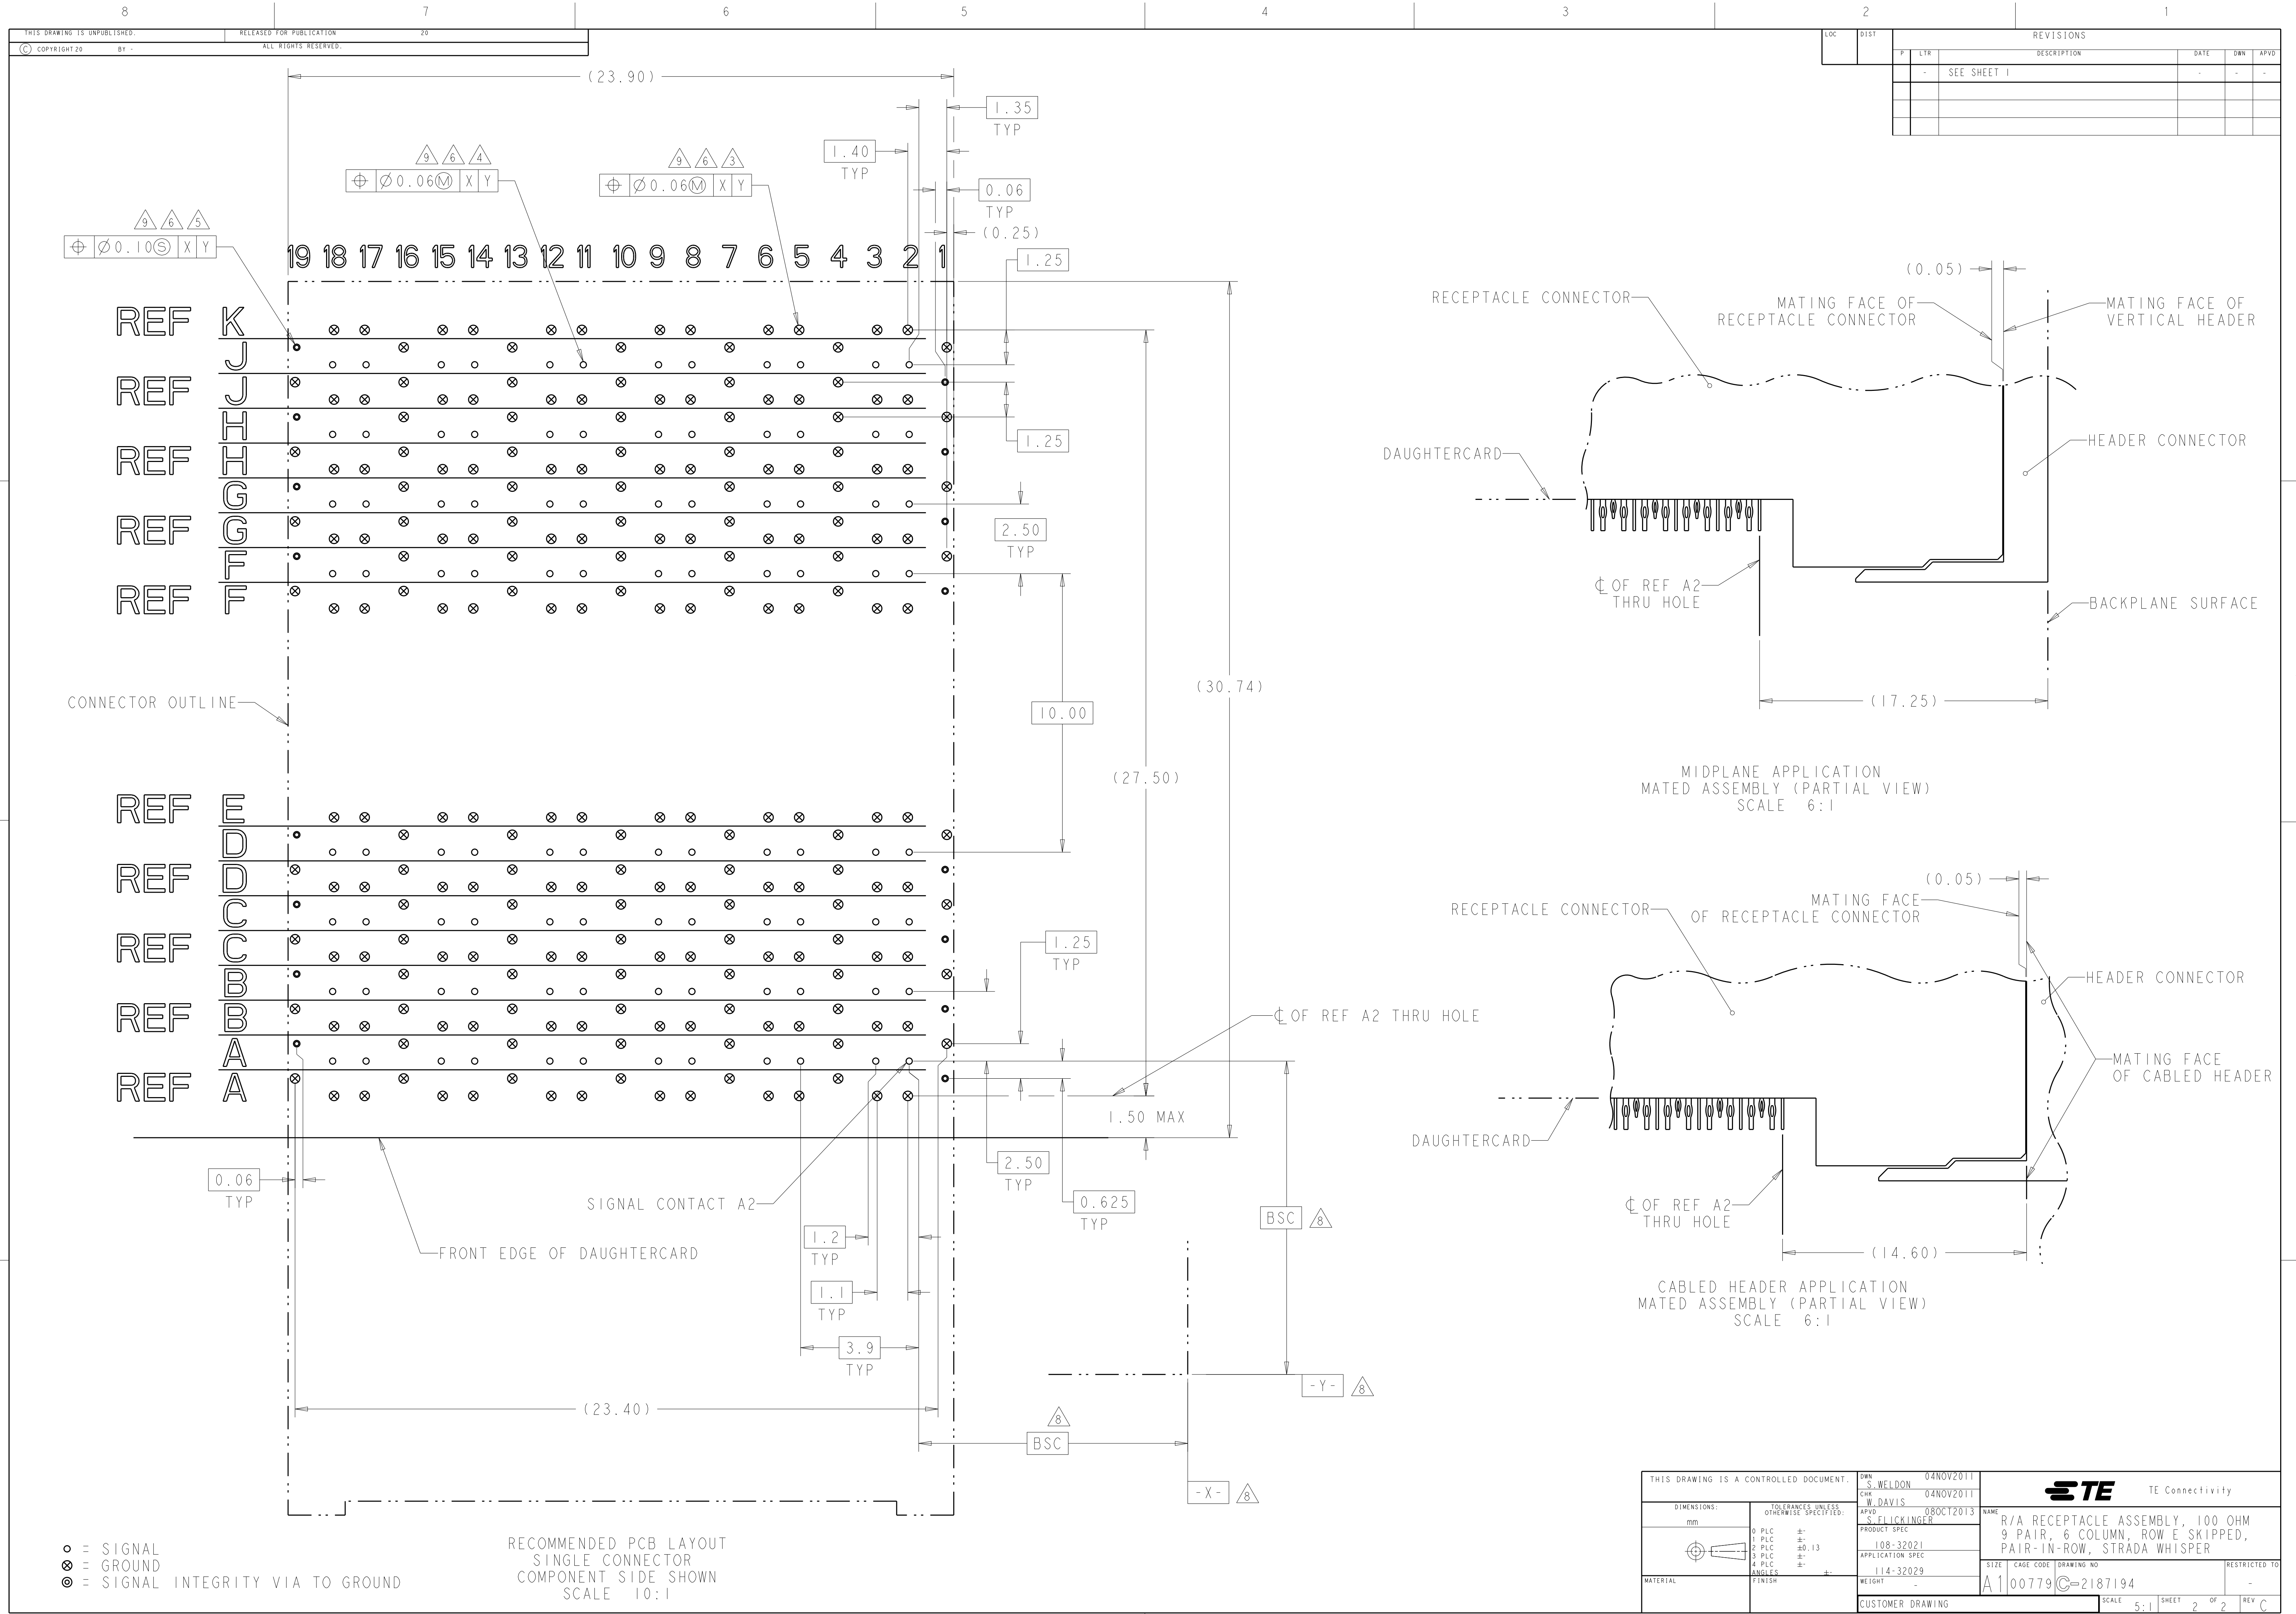 8 7 6 5 4 3 2 1
THIS DRAWING IS UNPUBLISHED.
RELEASED FOR PUBLICATION 20
© COPYRIGHT 20 BY -
ALL RIGHTS RESERVED.
LOC DIST
REVISIONS
P LTR DESCRIPTION DATE DWN APVD
- SEE SHEET 1 - - -
(23.90)
1.35
TYP
1.40
TYP
0.06
TYP
(0.25)
9 6 4
Ø0.06Ⓜ X Y
9 6 3
Ø0.06Ⓜ X Y
9 6 5
Ø0.10Ⓢ X Y
19 18 17 16 15 14 13 12 11 10 9 8 7 6 5 4 3 2 1
1.25
REF K
J
REF J
H
REF H
G
REF G
F
REF F
1.25
2.50
TYP
CONNECTOR OUTLINE
(30.74)
10.00
(27.50)
REF E
D
REF D
C
REF C
B
REF B
A
REF A
1.25
TYP
℄ OF REF A2 THRU HOLE
1.50 MAX
0.06
TYP
2.50
TYP
0.625
TYP
SIGNAL CONTACT A2
BSC 8
1.2
TYP
FRONT EDGE OF DAUGHTERCARD
1.1
TYP
3.9
TYP
-Y- 8
(23.40)
8
BSC
-X- 8
○ = SIGNAL
⊗ = GROUND
◎ = SIGNAL INTEGRITY VIA TO GROUND
RECOMMENDED PCB LAYOUT
SINGLE CONNECTOR
COMPONENT SIDE SHOWN
SCALE 10:1
(0.05)
RECEPTACLE CONNECTOR
MATING FACE OF
RECEPTACLE CONNECTOR
MATING FACE OF
VERTICAL HEADER
HEADER CONNECTOR
DAUGHTERCARD
℄ OF REF A2
THRU HOLE
BACKPLANE SURFACE
(17.25)
MIDPLANE APPLICATION
MATED ASSEMBLY (PARTIAL VIEW)
SCALE 6:1
(0.05)
RECEPTACLE CONNECTOR
MATING FACE
OF RECEPTACLE CONNECTOR
HEADER CONNECTOR
MATING FACE
OF CABLED HEADER
DAUGHTERCARD
℄ OF REF A2
THRU HOLE
(14.60)
CABLED HEADER APPLICATION
MATED ASSEMBLY (PARTIAL VIEW)
SCALE 6:1
THIS DRAWING IS A CONTROLLED DOCUMENT.
DIMENSIONS:
mm
TOLERANCES UNLESS
OTHERWISE SPECIFIED:
0 PLC ±-
1 PLC ±-
2 PLC ±0.13
3 PLC ±-
4 PLC ±-
ANGLES ±-
MATERIAL
FINISH
DWN 04NOV2011
S.WELDON
CHK 04NOV2011
W.DAVIS
APVD 08OCT2013
S.FLICKINGER
PRODUCT SPEC
108-32021
APPLICATION SPEC
114-32029
WEIGHT -
CUSTOMER DRAWING
TE TE Connectivity
NAME
R/A RECEPTACLE ASSEMBLY, 100 OHM
9 PAIR, 6 COLUMN, ROW E SKIPPED,
PAIR-IN-ROW, STRADA WHISPER
SIZE CAGE CODE DRAWING NO RESTRICTED TO
A1 00779 C-2187194 -
SCALE 5:1 SHEET 2 OF 2 REV C